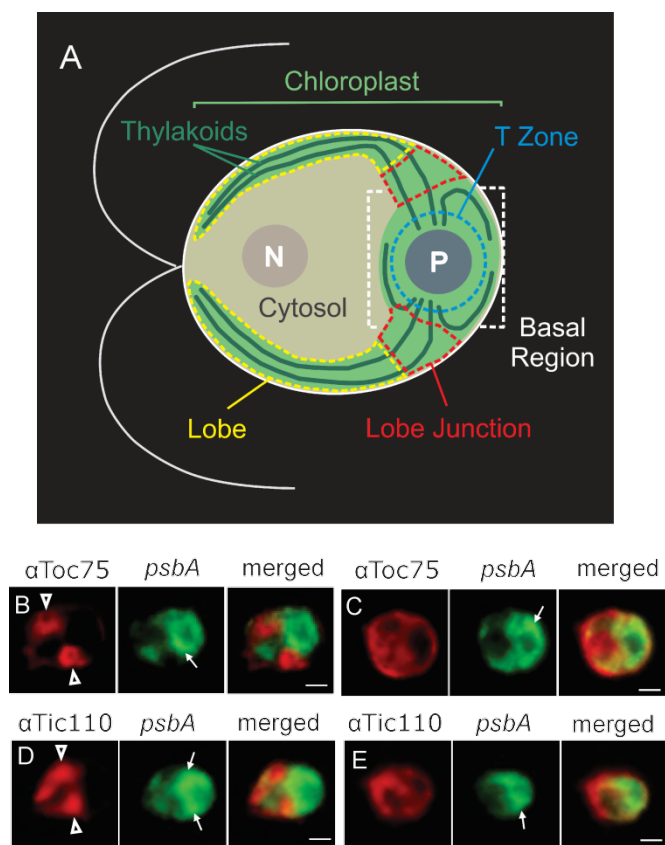 A
Chloroplast
Thylakoids
T Zone
N
P
Cytosol
Basal
Region
Lobe
Lobe Junction
αToc75 psbA merged αToc75 psbA merged
B C
αTic110 psbA merged αTic110 psbA merged
D E